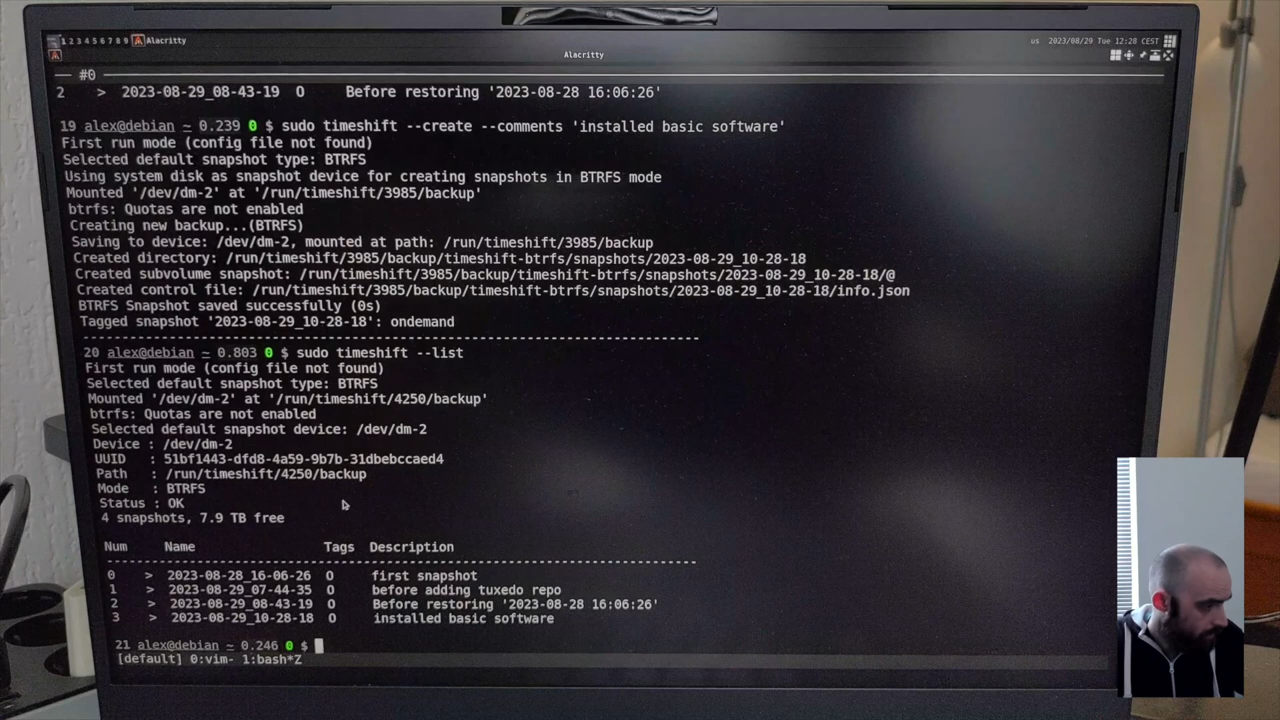 1 2 3 4 5 6 7 8 9 Alacritty us 2023/08/29 Tue 12:28 CEST
Alacritty
#0
2 > 2023-08-29_08-43-19 O Before restoring '2023-08-28 16:06:26'
19 alex@debian ~ 0.239 0 $ sudo timeshift --create --comments 'installed basic software'
First run mode (config file not found)
Selected default snapshot type: BTRFS
Using system disk as snapshot device for creating snapshots in BTRFS mode
Mounted '/dev/dm-2' at '/run/timeshift/3985/backup'
btrfs: Quotas are not enabled
Creating new backup...(BTRFS)
Saving to device: /dev/dm-2, mounted at path: /run/timeshift/3985/backup
Created directory: /run/timeshift/3985/backup/timeshift-btrfs/snapshots/2023-08-29_10-28-18
Created subvolume snapshot: /run/timeshift/3985/backup/timeshift-btrfs/snapshots/2023-08-29_10-28-18/@
Created control file: /run/timeshift/3985/backup/timeshift-btrfs/snapshots/2023-08-29_10-28-18/info.json
BTRFS Snapshot saved successfully (0s)
Tagged snapshot '2023-08-29_10-28-18': ondemand
------------------------------------------------------------------------------
20 alex@debian ~ 0.803 0 $ sudo timeshift --list
First run mode (config file not found)
Selected default snapshot type: BTRFS
Mounted '/dev/dm-2' at '/run/timeshift/4250/backup'
btrfs: Quotas are not enabled
Selected default snapshot device: /dev/dm-2
Device : /dev/dm-2
UUID : 51bf1443-dfd8-4a59-9b7b-31dbebccaed4
Path : /run/timeshift/4250/backup
Mode : BTRFS
Status : OK
4 snapshots, 7.9 TB free
Num Name Tags Description
------------------------------------------------------------------------------
0 > 2023-08-28_16-06-26 O first snapshot
1 > 2023-08-29_07-44-35 O before adding tuxedo repo
2 > 2023-08-29_08-43-19 O Before restoring '2023-08-28 16:06:26'
3 > 2023-08-29_10-28-18 O installed basic software
21 alex@debian ~ 0.246 0 $
[default] 0:vim- 1:bash*Z